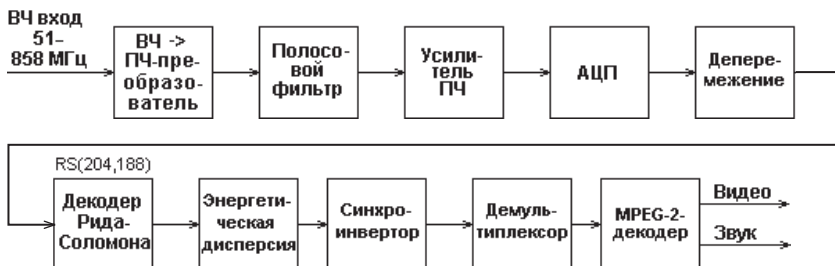 ВЧ вход
51–
858 МГц
ВЧ ->
ПЧ-пре-
образо-
ватель
Полосо-
вой
фильтр
Усили-
тель
ПЧ
АЦП
Депере-
межение
RS(204,188)
Декодер
Рида-
Соломона
Энергети-
ическая
дисперсия
Синхро-
инвертор
Демуль-
типлексор
MPEG-2-
декодер
Видео
Звук